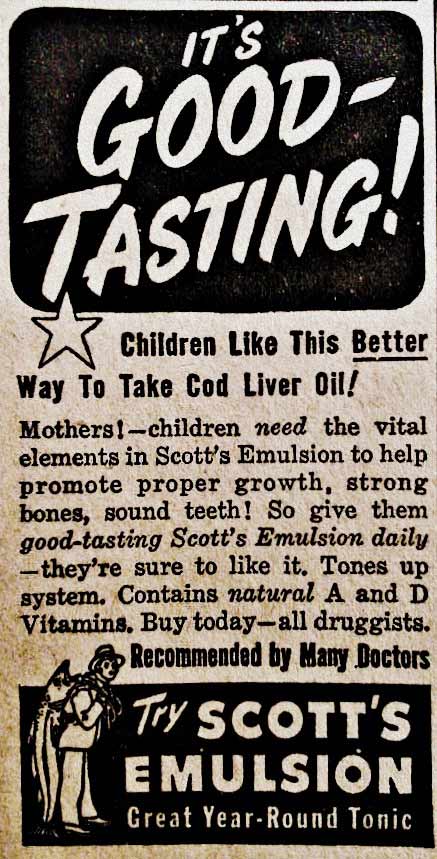 IT'S
GOOD-
TASTING!
Children Like This Better
Way To Take Cod Liver Oil!
Mothers!—children need the vital
elements in Scott's Emulsion to help
promote proper growth, strong
bones, sound teeth! So give them
good-tasting Scott's Emulsion daily
—they're sure to like it. Tones up
system. Contains natural A and D
Vitamins. Buy today—all druggists.
Recommended by Many Doctors
Try SCOTT'S
EMULSION
Great Year-Round Tonic